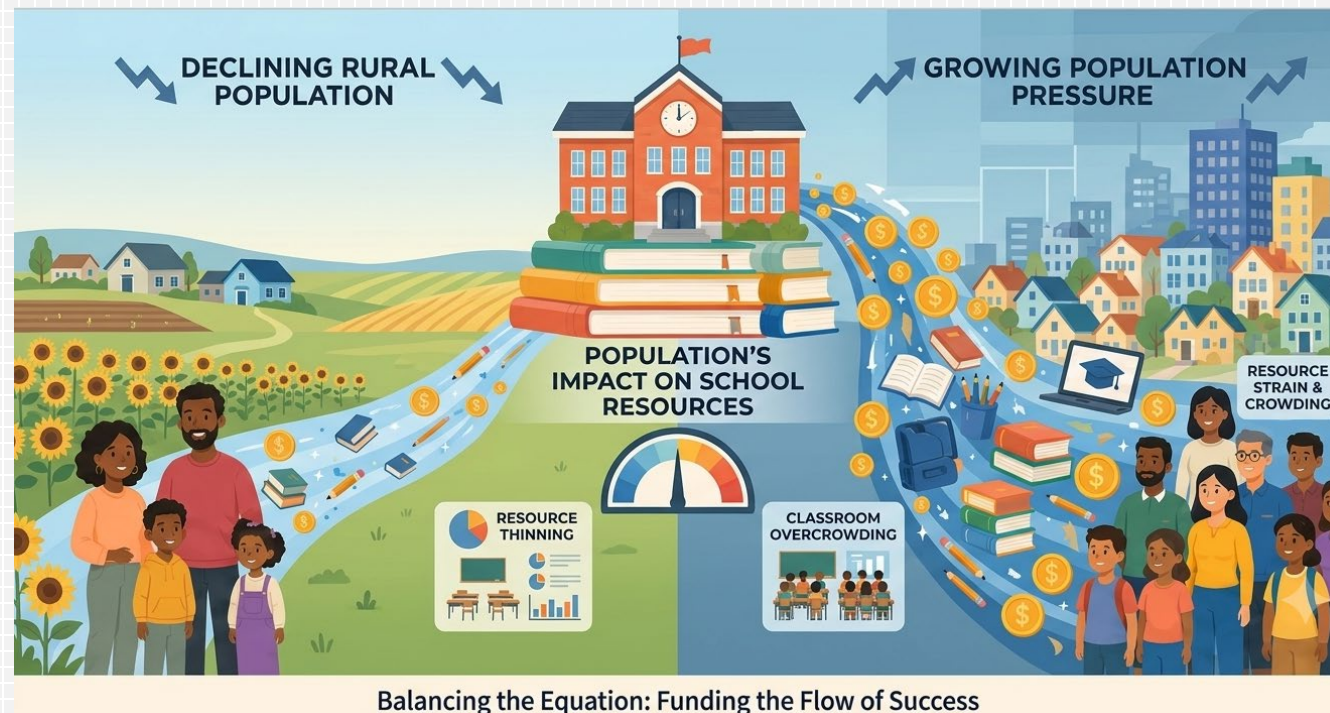 DECLINING RURAL
POPULATION
GROWING POPULATION
PRESSURE
POPULATION'S
IMPACT ON SCHOOL
RESOURCES
RESOURCE
STRAIN &
CROWDING
RESOURCE
THINNING
CLASSROOM
OVERCROWDING
Balancing the Equation: Funding the Flow of Success